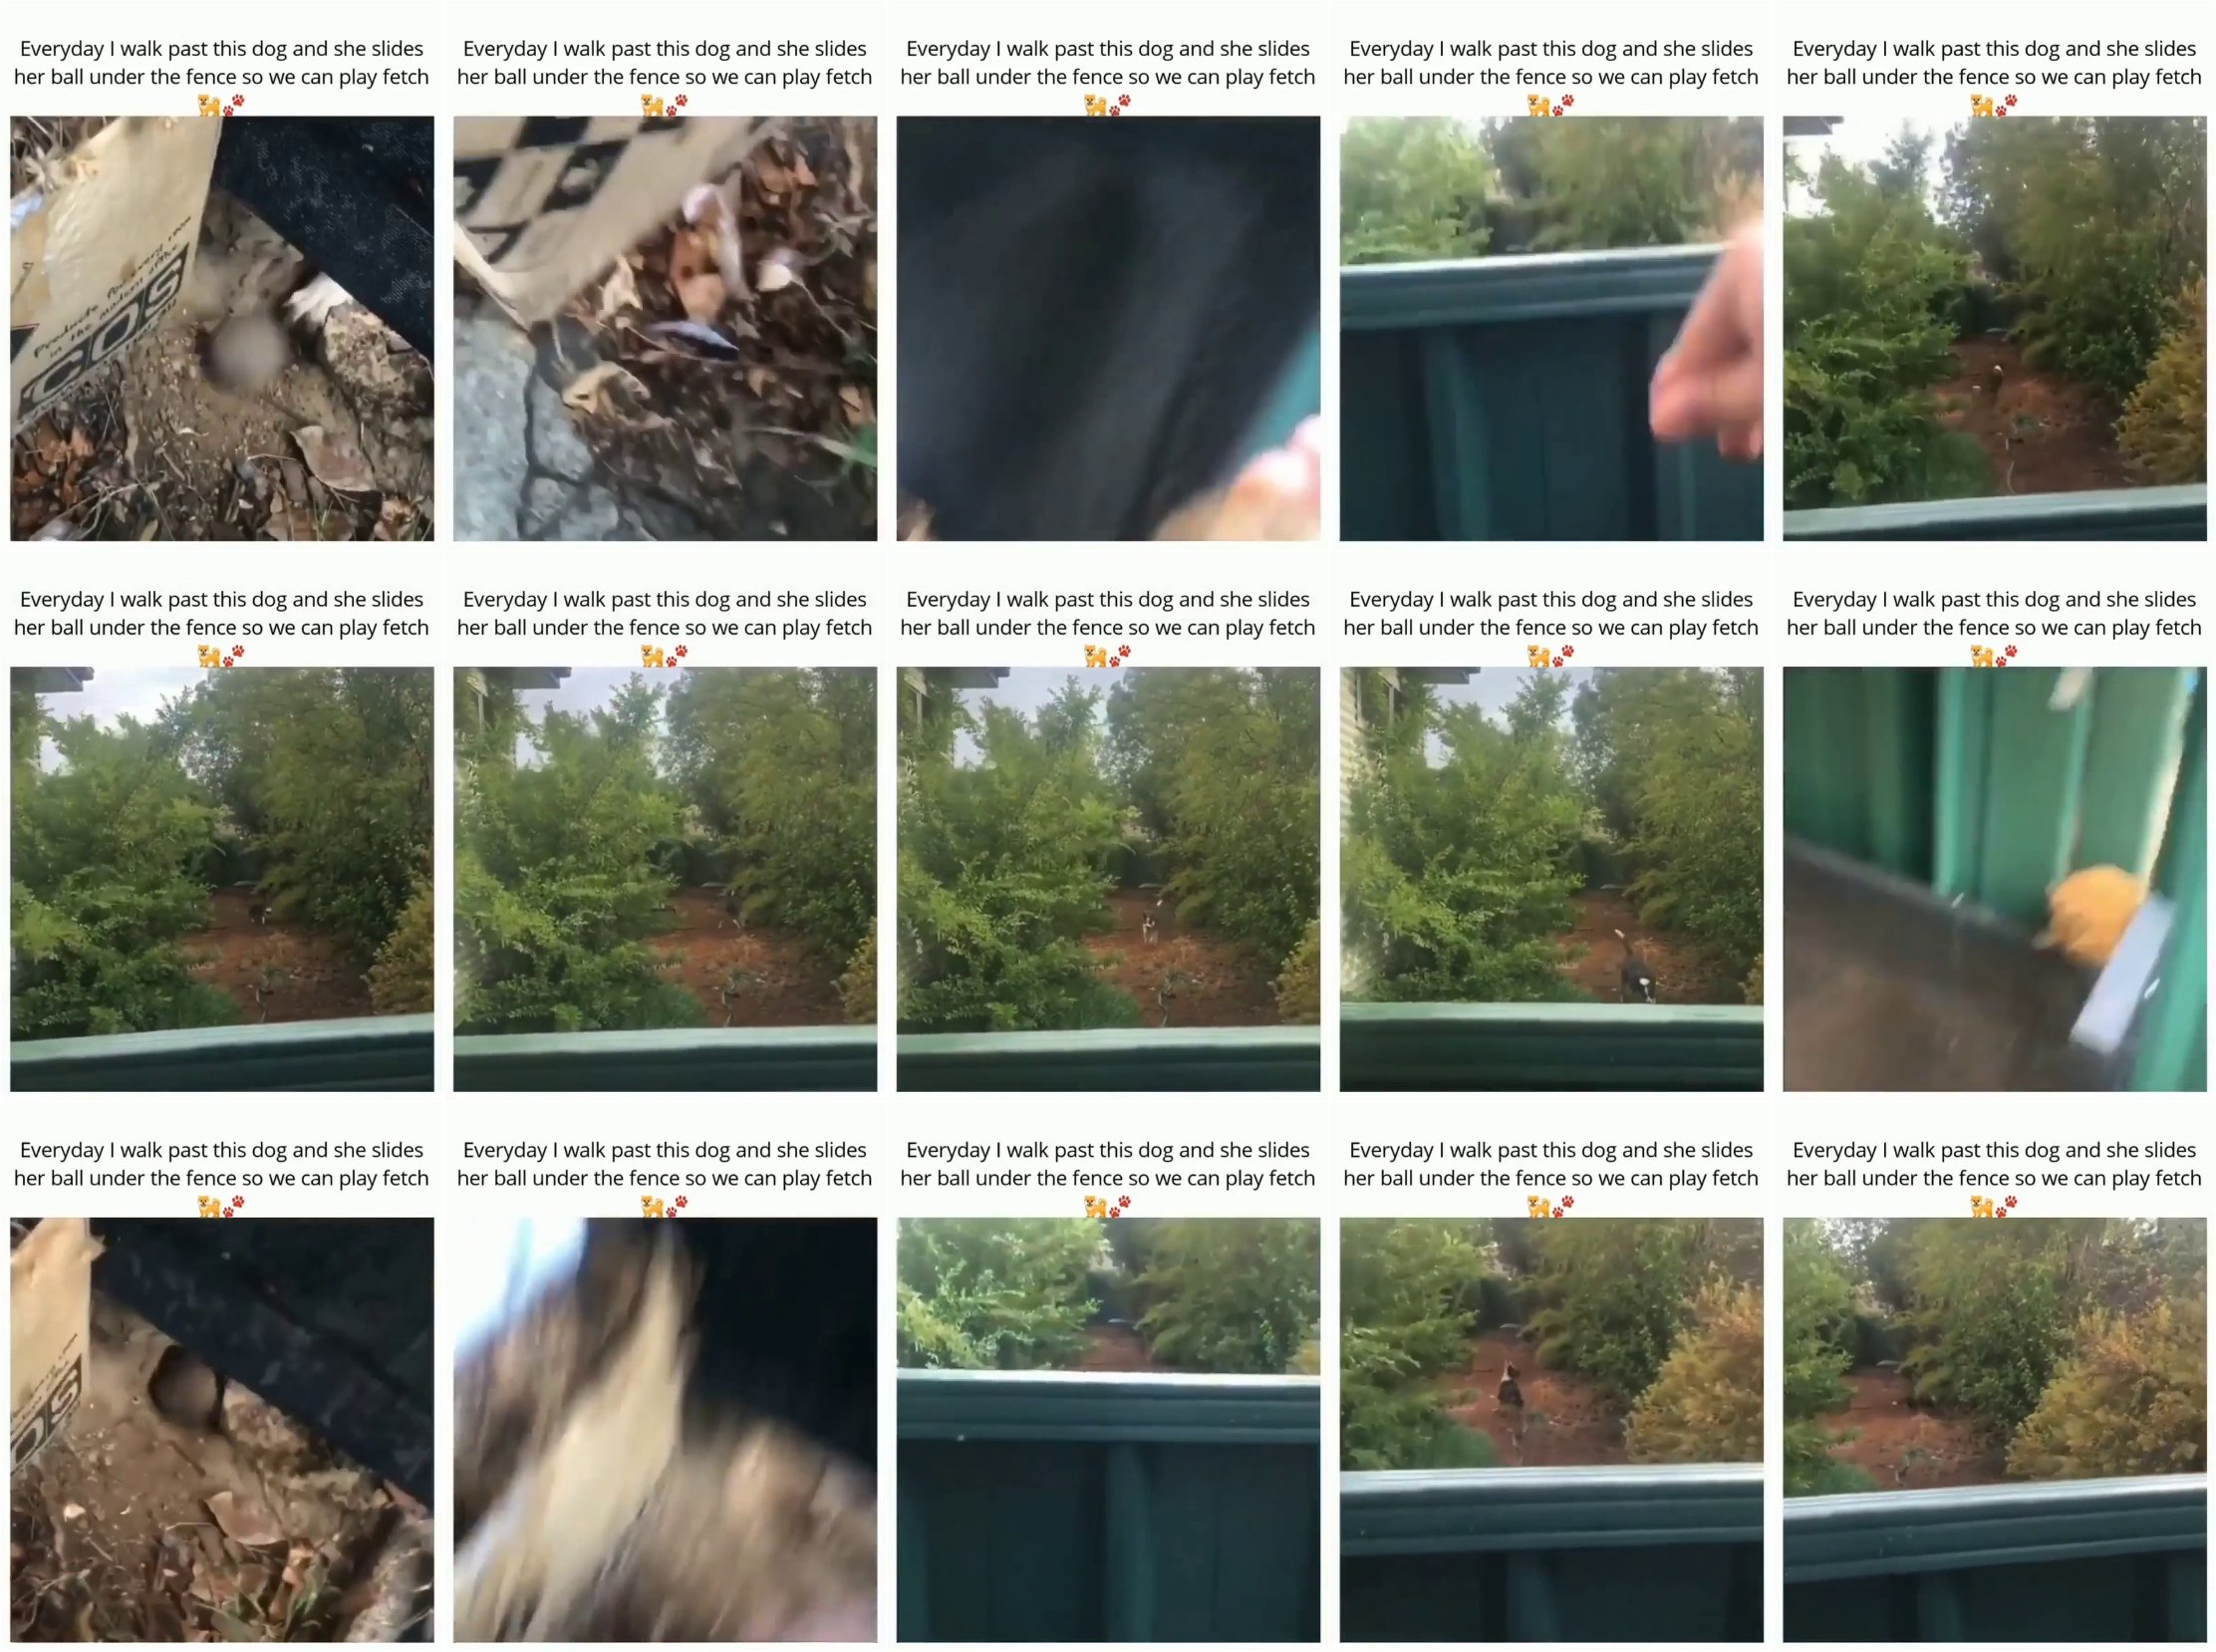 Everyday I walk past this dog and she slides
her ball under the fence so we can play fetch
🐕🐾
Everyday I walk past this dog and she slides
her ball under the fence so we can play fetch
🐕🐾
Everyday I walk past this dog and she slides
her ball under the fence so we can play fetch
🐕🐾
Everyday I walk past this dog and she slides
her ball under the fence so we can play fetch
🐕🐾
Everyday I walk past this dog and she slides
her ball under the fence so we can play fetch
🐕🐾
Products for every room
in the modern office
Everyday I walk past this dog and she slides
her ball under the fence so we can play fetch
🐕🐾
Everyday I walk past this dog and she slides
her ball under the fence so we can play fetch
🐕🐾
Everyday I walk past this dog and she slides
her ball under the fence so we can play fetch
🐕🐾
Everyday I walk past this dog and she slides
her ball under the fence so we can play fetch
🐕🐾
Everyday I walk past this dog and she slides
her ball under the fence so we can play fetch
🐕🐾
Everyday I walk past this dog and she slides
her ball under the fence so we can play fetch
🐕🐾
Everyday I walk past this dog and she slides
her ball under the fence so we can play fetch
🐕🐾
Everyday I walk past this dog and she slides
her ball under the fence so we can play fetch
🐕🐾
Everyday I walk past this dog and she slides
her ball under the fence so we can play fetch
🐕🐾
Everyday I walk past this dog and she slides
her ball under the fence so we can play fetch
🐕🐾